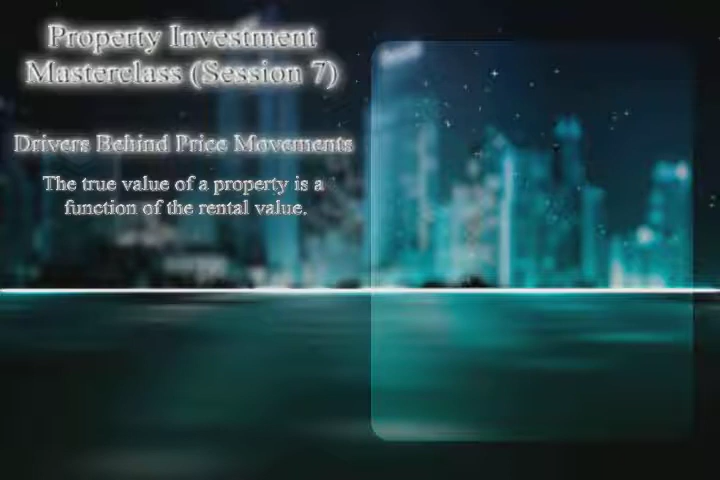 Property Investment
Masterclass (Session 7)
Drivers Behind Price Movements
The true value of a property is a
function of the rental value.